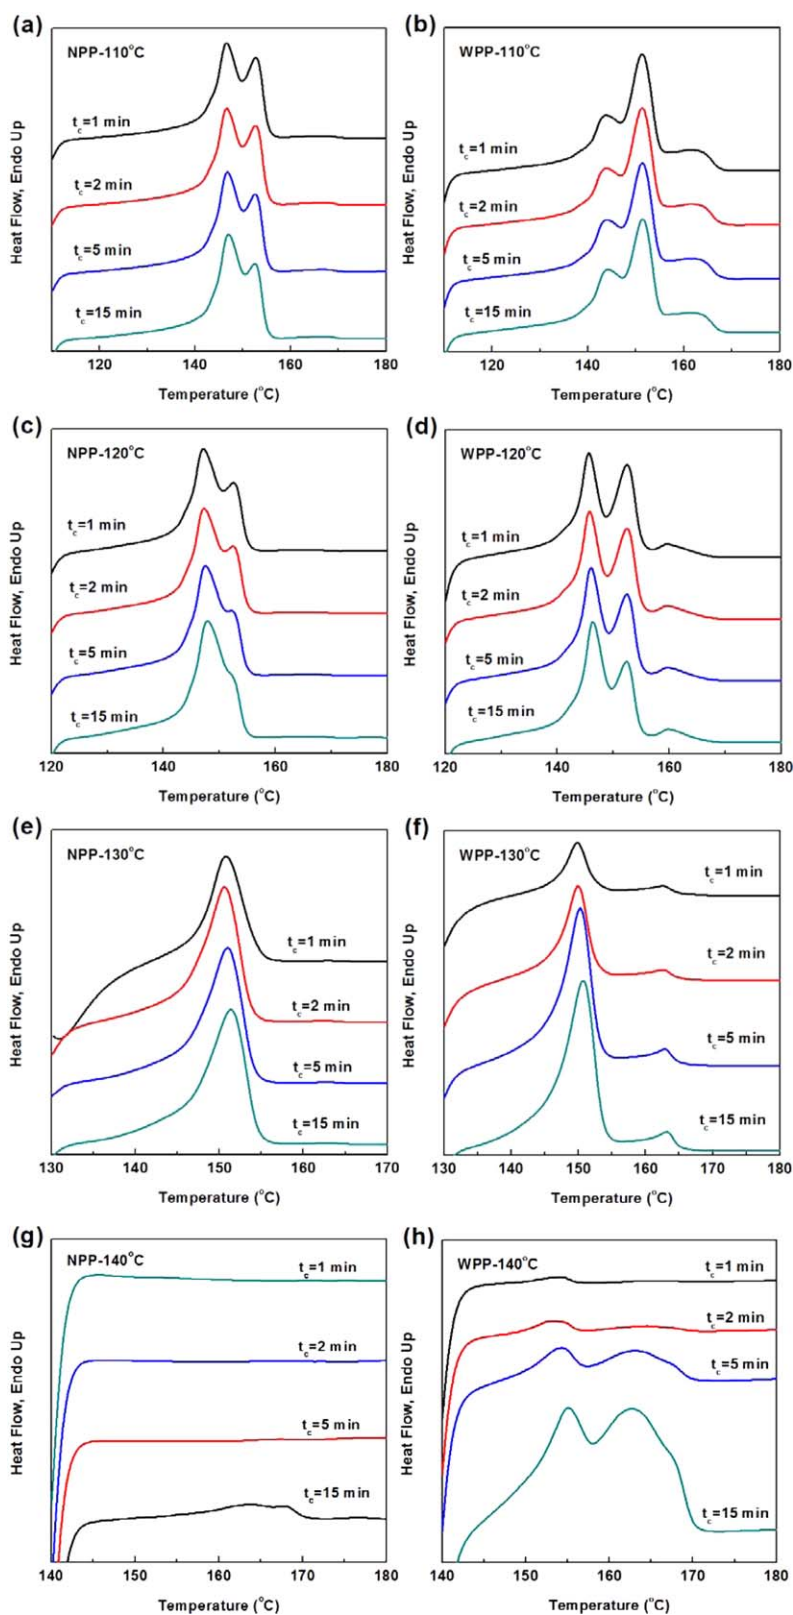 (a)
NPP-110°C
t_c=1 min
t_c=2 min
t_c=5 min
t_c=15 min
Heat Flow, Endo Up
120 140 160 180
Temperature (°C)
(b)
WPP-110°C
t_c=1 min
t_c=2 min
t_c=5 min
t_c=15 min
Heat Flow, Endo Up
120 140 160 180
Temperature (°C)
(c)
NPP-120°C
t_c=1 min
t_c=2 min
t_c=5 min
t_c=15 min
Heat Flow, Endo Up
120 140 160 180
Temperature (°C)
(d)
WPP-120°C
t_c=1 min
t_c=2 min
t_c=5 min
t_c=15 min
Heat Flow, Endo Up
120 140 160 180
Temperature (°C)
(e)
NPP-130°C
t_c=1 min
t_c=2 min
t_c=5 min
t_c=15 min
Heat Flow, Endo Up
130 140 150 160 170
Temperature (°C)
(f)
WPP-130°C
t_c=1 min
t_c=2 min
t_c=5 min
t_c=15 min
Heat Flow, Endo Up
130 140 150 160 170 180
Temperature (°C)
(g)
NPP-140°C
t_c=1 min
t_c=2 min
t_c=5 min
t_c=15 min
Heat Flow, Endo Up
140 145 150 155 160 165 170 175 180
Temperature (°C)
(h)
WPP-140°C
t_c=1 min
t_c=2 min
t_c=5 min
t_c=15 min
Heat Flow, Endo Up
140 145 150 155 160 165 170 175 180
Temperature (°C)